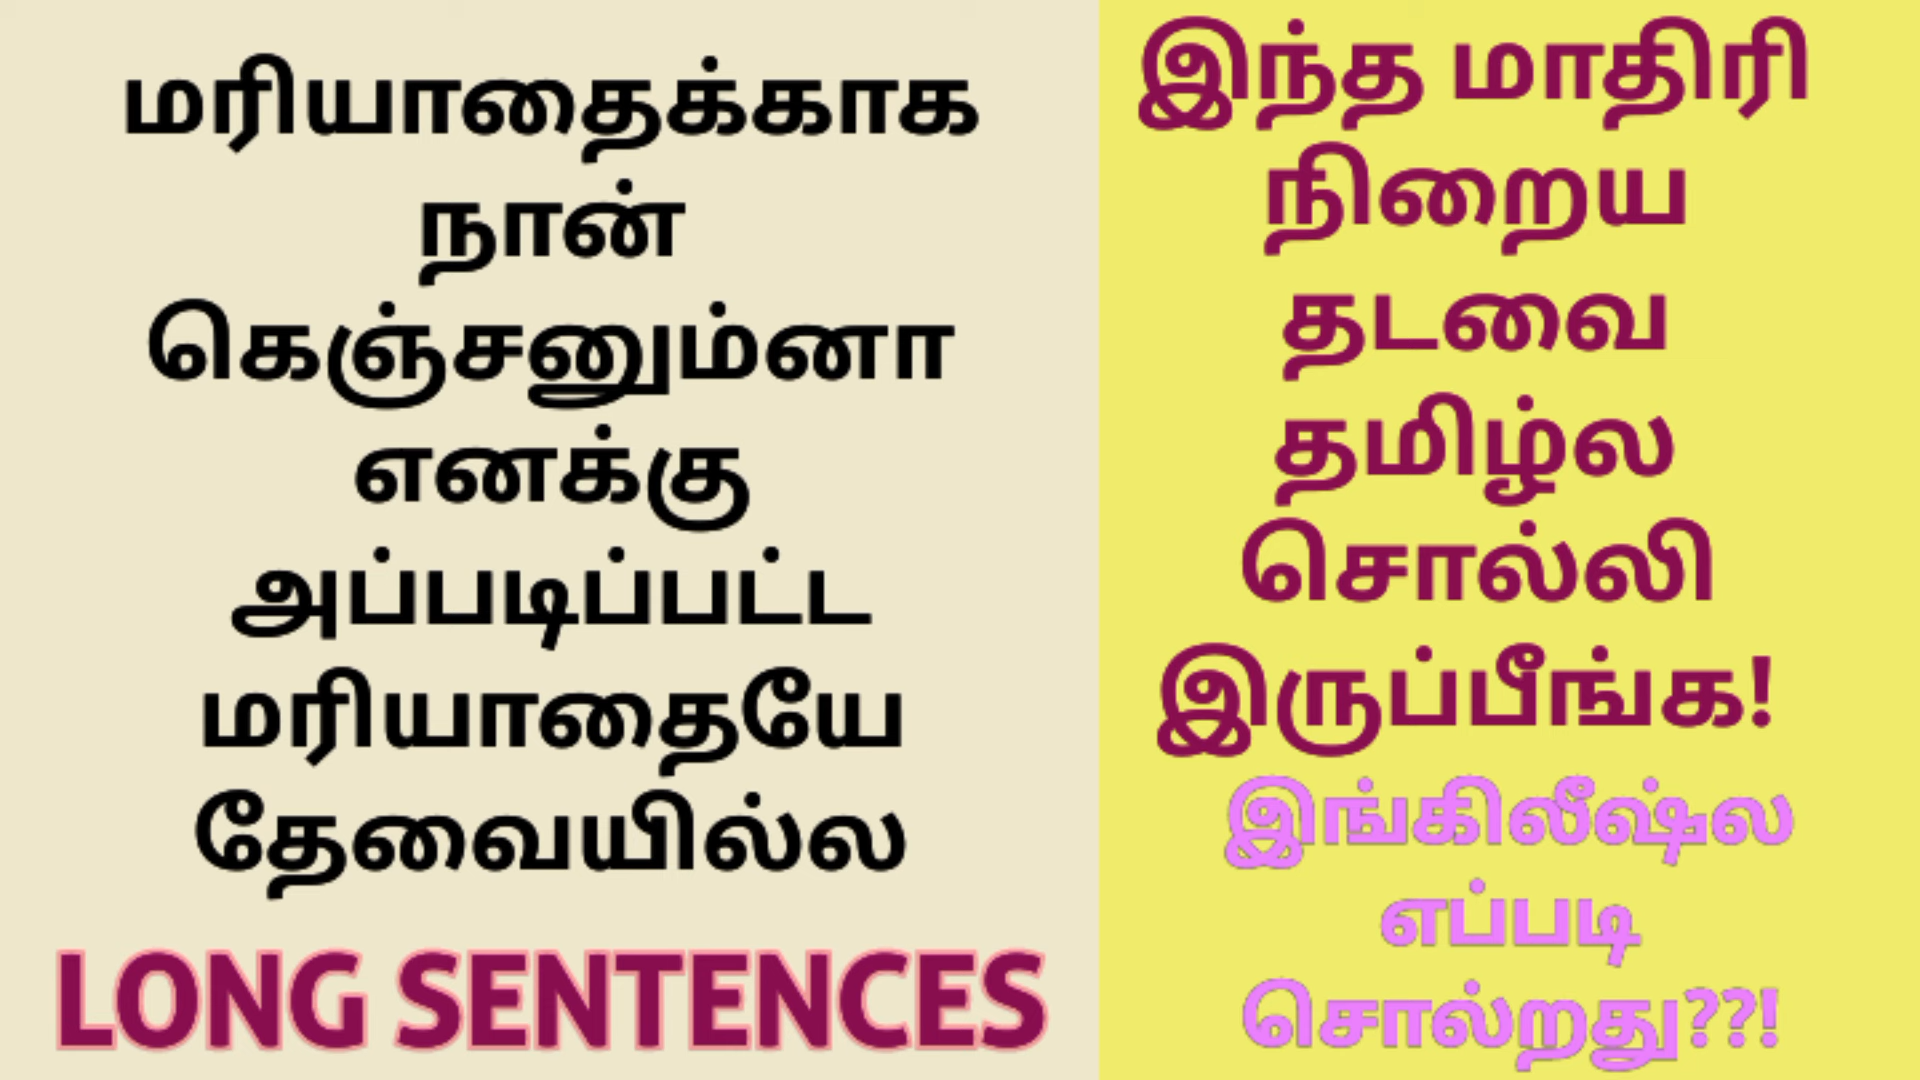 மரியாதைக்காக
நான்
கெஞ்சனும்னா
எனக்கு
அப்படிப்பட்ட
மரியாதையே
தேவையில்ல
LONG SENTENCES
இந்த மாதிரி
நிறைய
தடவை
தமிழ்ல
சொல்லி
இருப்பீங்க!
இங்கிலீஷ்ல
எப்படி
சொல்றது??!